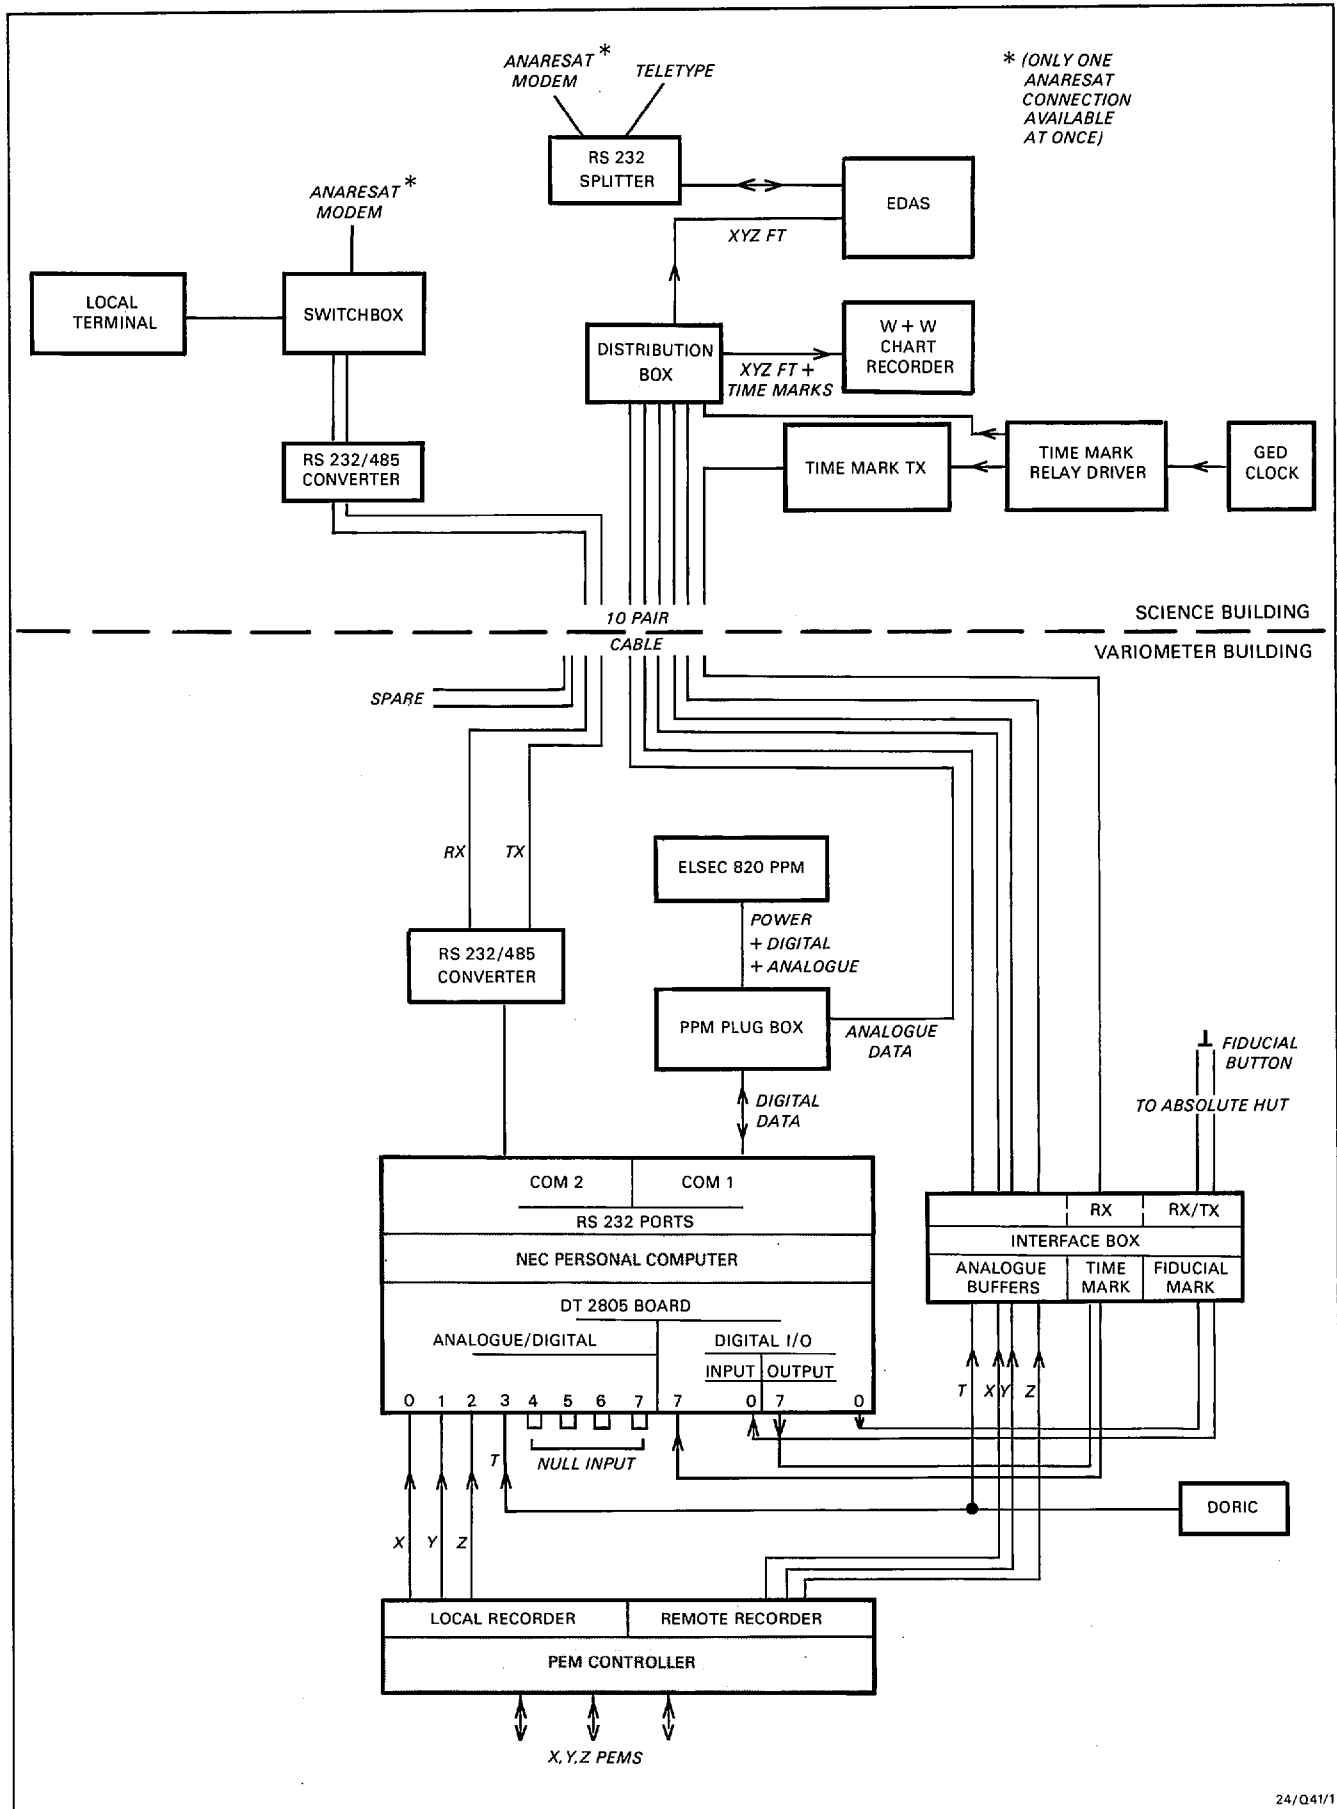 ANARESAT *
MODEM
TELETYPE
* (ONLY ONE
ANARESAT
CONNECTION
AVAILABLE
AT ONCE)
RS 232
SPLITTER
EDAS
XYZ FT
ANARESAT *
MODEM
LOCAL
TERMINAL
SWITCHBOX
DISTRIBUTION
BOX
W + W
CHART
RECORDER
XYZ FT +
TIME MARKS
RS 232/485
CONVERTER
TIME MARK TX
TIME MARK
RELAY DRIVER
GED
CLOCK
10 PAIR
CABLE
SCIENCE BUILDING
VARIOMETER BUILDING
SPARE
RX
TX
ELSEC 820 PPM
POWER
+ DIGITAL
+ ANALOGUE
RS 232/485
CONVERTER
PPM PLUG BOX
ANALOGUE
DATA
DIGITAL
DATA
FIDUCIAL
BUTTON
TO ABSOLUTE HUT
COM 2
COM 1
RS 232 PORTS
NEC PERSONAL COMPUTER
DT 2805 BOARD
ANALOGUE/DIGITAL
DIGITAL I/O
INPUT
OUTPUT
0 1 2 3 4 5 6 7 7 0 7 0
RX
RX/TX
INTERFACE BOX
ANALOGUE
BUFFERS
TIME
MARK
FIDUCIAL
MARK
T X Y Z
T
NULL INPUT
DORIC
X Y Z
LOCAL RECORDER
REMOTE RECORDER
PEM CONTROLLER
X,Y,Z PEMS
24/Q41/1